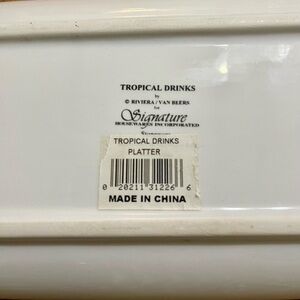 TROPICAL DRINKS
by
© RIVIERA / VAN BEERS
for
Signature
HOUSEWARES INCORPORATED
TROPICAL DRINKS
PLATTER
0 20211 31226 6
MADE IN CHINA